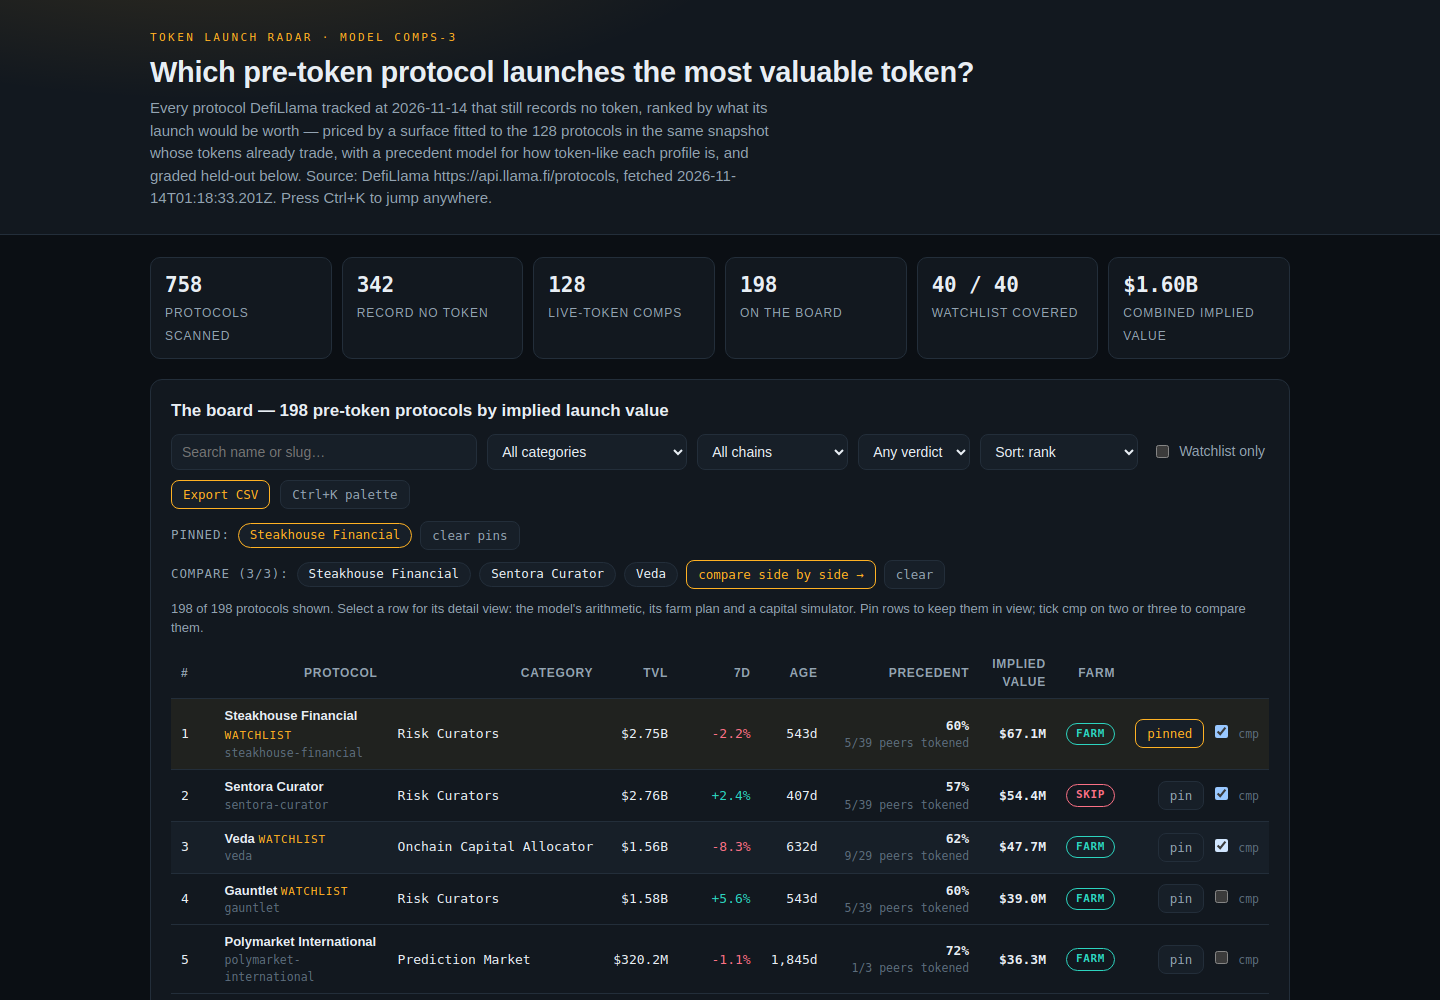 TOKEN LAUNCH RADAR · MODEL COMPS-3
Which pre-token protocol launches the most valuable token?
Every protocol DefiLlama tracked at 2026-11-14 that still records no token, ranked by what its
launch would be worth — priced by a surface fitted to the 128 protocols in the same snapshot
whose tokens already trade, with a precedent model for how token-like each profile is, and
graded held-out below. Source: DefiLlama https://api.llama.fi/protocols, fetched 2026-11-
14T01:18:33.201Z. Press Ctrl+K to jump anywhere.
758
PROTOCOLS
SCANNED
342
RECORD NO TOKEN
128
LIVE-TOKEN COMPS
198
ON THE BOARD
40 / 40
WATCHLIST COVERED
$1.60B
COMBINED IMPLIED
VALUE
The board — 198 pre-token protocols by implied launch value
Search name or slug… All categories All chains Any verdict Sort: rank Watchlist only
Export CSV Ctrl+K palette
PINNED: Steakhouse Financial clear pins
COMPARE (3/3): Steakhouse Financial Sentora Curator Veda compare side by side → clear
198 of 198 protocols shown. Select a row for its detail view: the model's arithmetic, its farm plan and a capital simulator. Pin rows to keep them in view; tick cmp on two or three to compare
them.
# PROTOCOL CATEGORY TVL 7D AGE PRECEDENT IMPLIED VALUE FARM
1 Steakhouse Financial WATCHLIST steakhouse-financial Risk Curators $2.75B -2.2% 543d 60% 5/39 peers tokened $67.1M FARM pinned cmp
2 Sentora Curator sentora-curator Risk Curators $2.76B +2.4% 407d 57% 5/39 peers tokened $54.4M SKIP pin cmp
3 Veda WATCHLIST veda Onchain Capital Allocator $1.56B -8.3% 632d 62% 9/29 peers tokened $47.7M FARM pin cmp
4 Gauntlet WATCHLIST gauntlet Risk Curators $1.58B +5.6% 543d 60% 5/39 peers tokened $39.0M FARM pin cmp
5 Polymarket International polymarket-international Prediction Market $320.2M -1.1% 1,845d 72% 1/3 peers tokened $36.3M FARM pin cmp